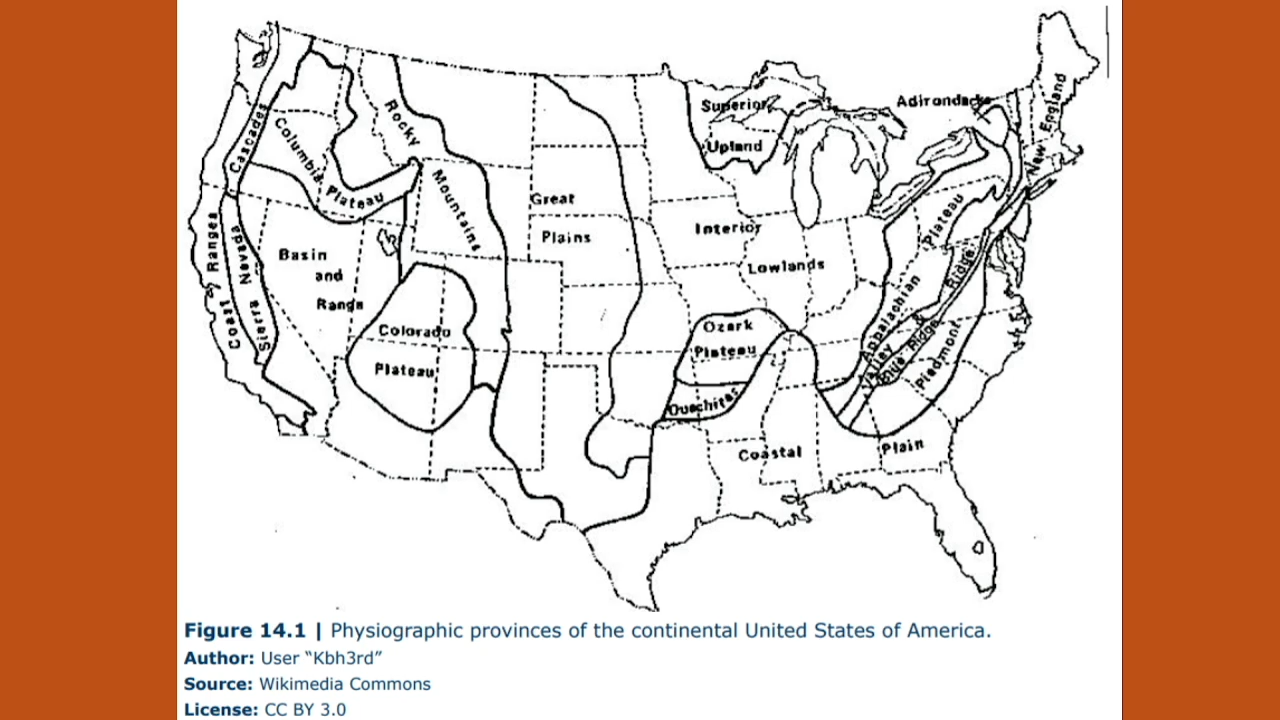 Superior
Upland
Adirondacks
New England
Cascades
Columbia
Plateau
Rocky
Mountains
Great
Plains
Interior
Lowlands
Plateau
Appalachian
Valley & Ridge
Blue Ridge
Piedmont
Coast Ranges
Sierra Nevada
Basin
and
Range
Colorado
Plateau
Ozark
Plateau
Ouachitas
Coastal
Plain
Figure 14.1 | Physiographic provinces of the continental United States of America.
Author: User “Kbh3rd”
Source: Wikimedia Commons
License: CC BY 3.0